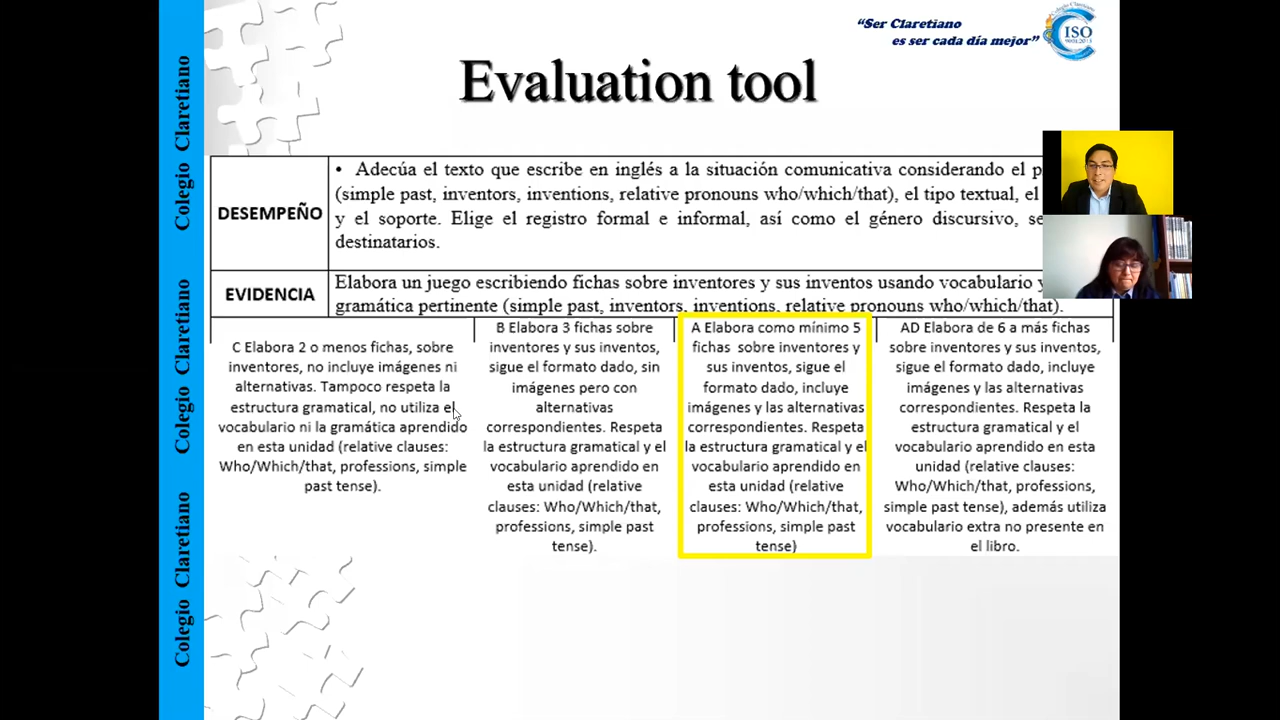 “Ser Claretiano
es ser cada día mejor”
Colegio Claretiano
ISO
9001:2015
Evaluation tool
Colegio Claretiano
Colegio Claretiano
Colegio Claretiano
DESEMPEÑO
• Adecúa el texto que escribe en inglés a la situación comunicativa considerando el
(simple past, inventors, inventions, relative pronouns who/which/that), el tipo textual, el
y el soporte. Elige el registro formal e informal, así como el género discursivo,
destinatarios.
EVIDENCIA
Elabora un juego escribiendo fichas sobre inventores y sus inventos usando vocabulario y
gramática pertinente (simple past, inventors, inventions, relative pronouns who/which/that).
C Elabora 2 o menos fichas, sobre
inventores, no incluye imágenes ni
alternativas. Tampoco respeta la
estructura gramatical, no utiliza el
vocabulario ni la gramática aprendido
en esta unidad (relative clauses:
Who/Which/that, professions, simple
past tense).
B Elabora 3 fichas sobre
inventores y sus inventos,
sigue el formato dado, sin
imágenes pero con
alternativas
correspondientes. Respeta
la estructura gramatical y el
vocabulario aprendido en
esta unidad (relative
clauses: Who/Which/that,
professions, simple past
tense).
A Elabora como mínimo 5
fichas sobre inventores y
sus inventos, sigue el
formato dado, incluye
imágenes y las alternativas
correspondientes. Respeta
la estructura gramatical y el
vocabulario aprendido en
esta unidad (relative
clauses: Who/Which/that,
professions, simple past
tense)
AD Elabora de 6 a más fichas
sobre inventores y sus inventos,
sigue el formato dado, incluye
imágenes y las alternativas
correspondientes. Respeta la
estructura gramatical y el
vocabulario aprendido en esta
unidad (relative clauses:
Who/Which/that, professions,
simple past tense), además utiliza
vocabulario extra no presente en
el libro.